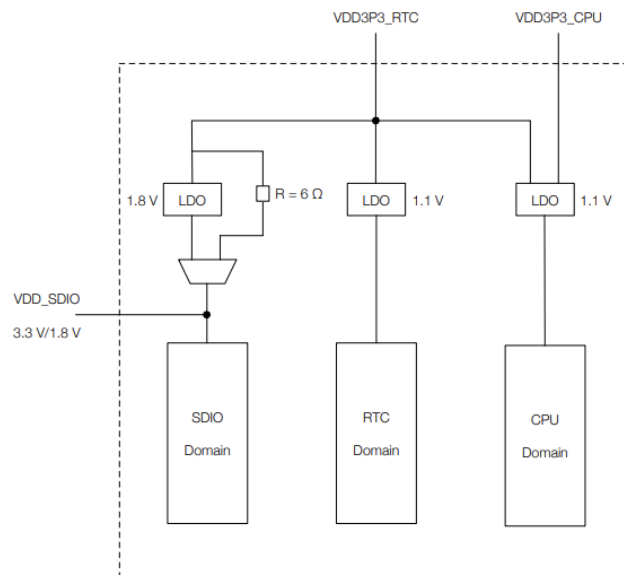 VDD3P3_RTC
VDD3P3_CPU
1.8 V
LDO
R = 6 Ω
LDO
1.1 V
LDO
1.1 V
VDD_SDIO
3.3 V/1.8 V
SDIO
Domain
RTC
Domain
CPU
Domain